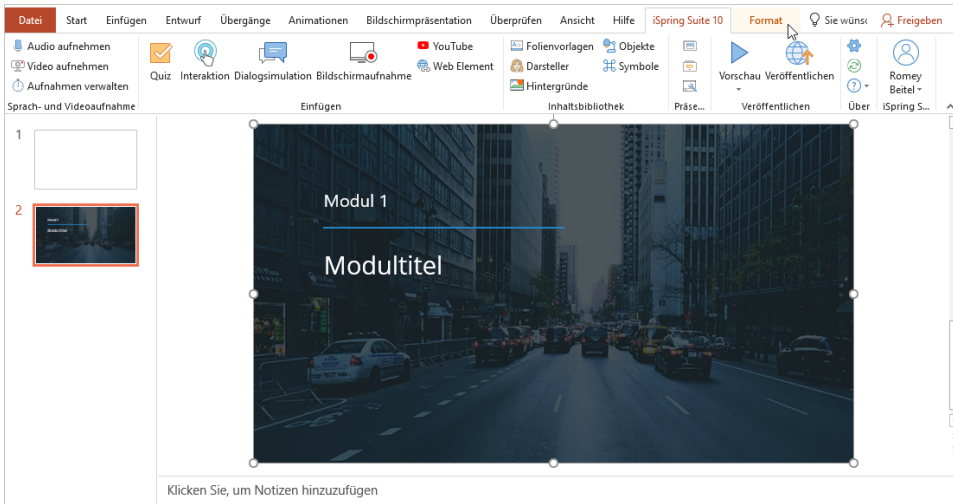 Datei Start Einfügen Entwurf Übergänge Animationen Bildschirmpräsentation Überprüfen Ansicht Hilfe iSpring Suite 10 Format Sie wünsc Freigeben
Audio aufnehmen
Video aufnehmen
Aufnahmen verwalten
Sprach- und Videoaufnahme
Quiz Interaktion Dialogsimulation Bildschirmaufnahme
YouTube
Web Element
Einfügen
Folienvorlagen Objekte
Darsteller Symbole
Hintergründe
Inhaltsbibliothek
Präse...
Vorschau Veröffentlichen
Veröffentlichen
Über
Romey
Beitel
iSpring S...
1
2
Modul 1
Modultitel
Modul 1
Modultitel
Klicken Sie, um Notizen hinzuzufügen